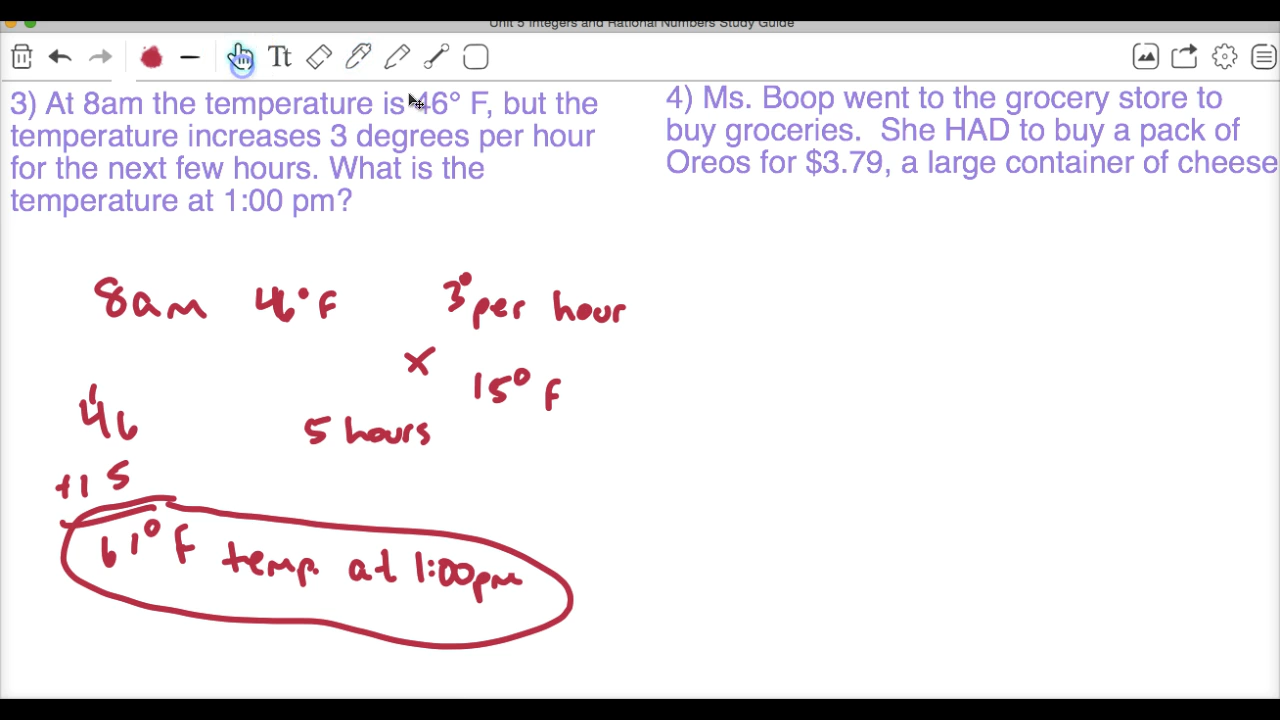 Unit 5 Integers and Rational Numbers Study Guide
Tt
3) At 8am the temperature is 46° F, but the
temperature increases 3 degrees per hour
for the next few hours. What is the
temperature at 1:00 pm?
4) Ms. Boop went to the grocery store to
buy groceries.  She HAD to buy a pack of
Oreos for $3.79, a large container of cheese
8am 46°F 3° per hour
x
15° F
5 hours
1
46
+15
61° F temp. at 1:00pm